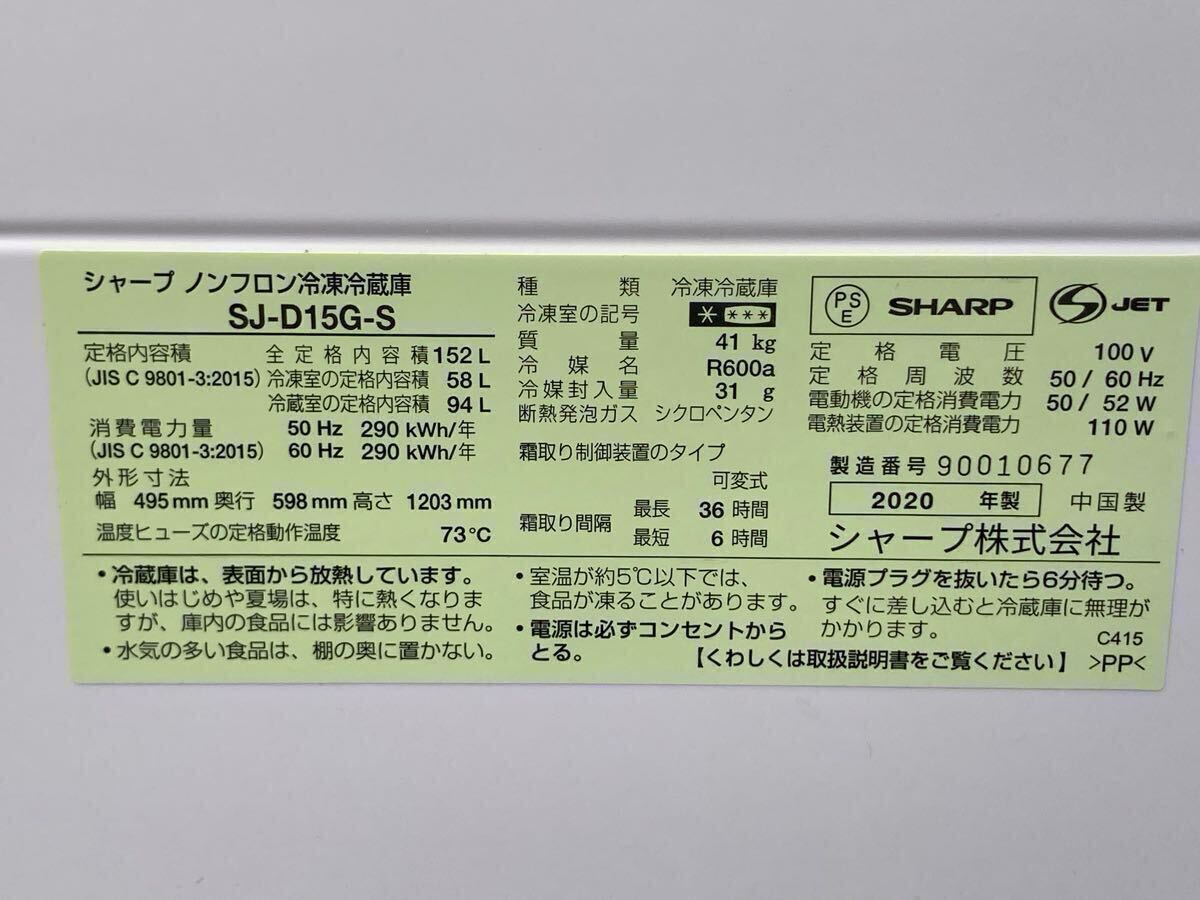 シャープ ノンフロン冷凍冷蔵庫
SJ-D15G-S
定格内容積 全定格内容積 152 L
(JIS C 9801-3:2015) 冷凍室の定格内容積 58 L
冷蔵室の定格内容積 94 L
消費電力量 50 Hz 290 kWh/年
(JIS C 9801-3:2015) 60 Hz 290 kWh/年
外形寸法
幅 495 mm 奥行 598 mm 高さ 1203 mm
温度ヒューズの定格動作温度 73℃
種類 冷凍冷蔵庫
冷凍室の記号 * ***
質量 41 kg
冷媒名 R600a
冷媒封入量 31 g
断熱発泡ガス シクロペンタン
霜取り制御装置のタイプ
可変式
霜取り間隔 最長 36 時間
最短 6 時間
PSE SHARP S JET
定格電圧 100 V
定格周波数 50 / 60 Hz
電動機の定格消費電力 50 / 52 W
電熱装置の定格消費電力 110 W
製造番号 90010677
2020 年製 中国製
シャープ株式会社
・冷蔵庫は、表面から放熱しています。
使いはじめや夏場は、特に熱くなりま
すが、庫内の食品には影響ありません。
・水気の多い食品は、棚の奥に置かない。
・室温が約5℃以下では、
食品が凍ることがあります。
・電源は必ずコンセントから
とる。
・電源プラグを抜いたら6分待つ。
すぐに差し込むと冷蔵庫に無理が
かかります。
C415
【くわしくは取扱説明書をご覧ください】 >PP<